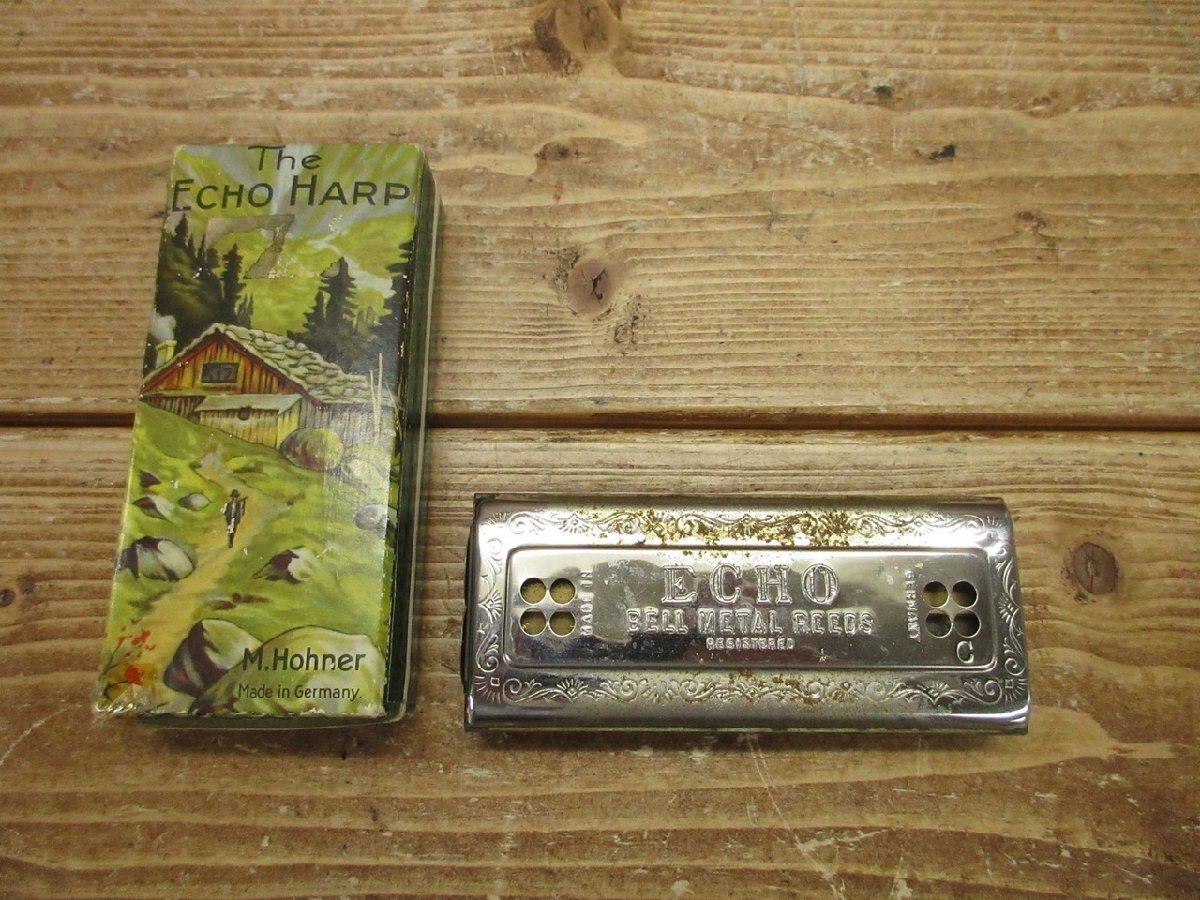 The
ECHO HARP
M. Hohner
Made in Germany.
MADE IN
ECHO
BELL METAL REEDS
REGISTERED
GERMANY
C